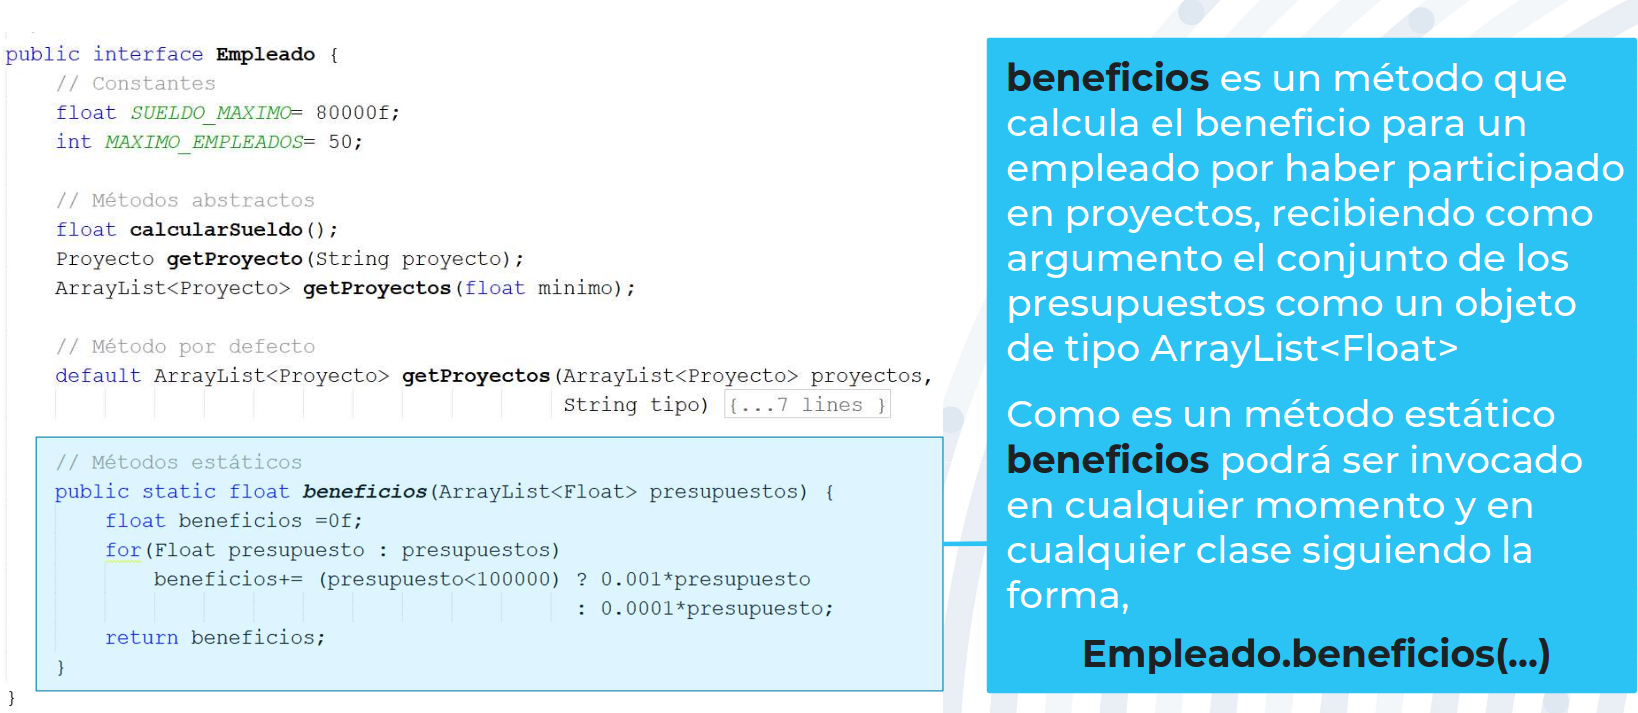 public interface Empleado {
// Constantes
float SUELDO_MAXIMO= 80000f;
int MAXIMO_EMPLEADOS= 50;
// Métodos abstractos
float calcularSueldo();
Proyecto getProyecto(String proyecto);
ArrayList<Proyecto> getProyectos(float minimo);
// Método por defecto
default ArrayList<Proyecto> getProyectos(ArrayList<Proyecto> proyectos,
String tipo) {...7 lines }
// Métodos estáticos
public static float beneficios(ArrayList<Float> presupuestos) {
float beneficios =0f;
for(Float presupuesto : presupuestos)
beneficios+= (presupuesto<100000) ? 0.001*presupuesto
: 0.0001*presupuesto;
return beneficios;
}
}
beneficios es un método que
calcula el beneficio para un
empleado por haber participado
en proyectos, recibiendo como
argumento el conjunto de los
presupuestos como un objeto
de tipo ArrayList<Float>
Como es un método estático
beneficios podrá ser invocado
en cualquier momento y en
cualquier clase siguiendo la
forma,
Empleado.beneficios(...)